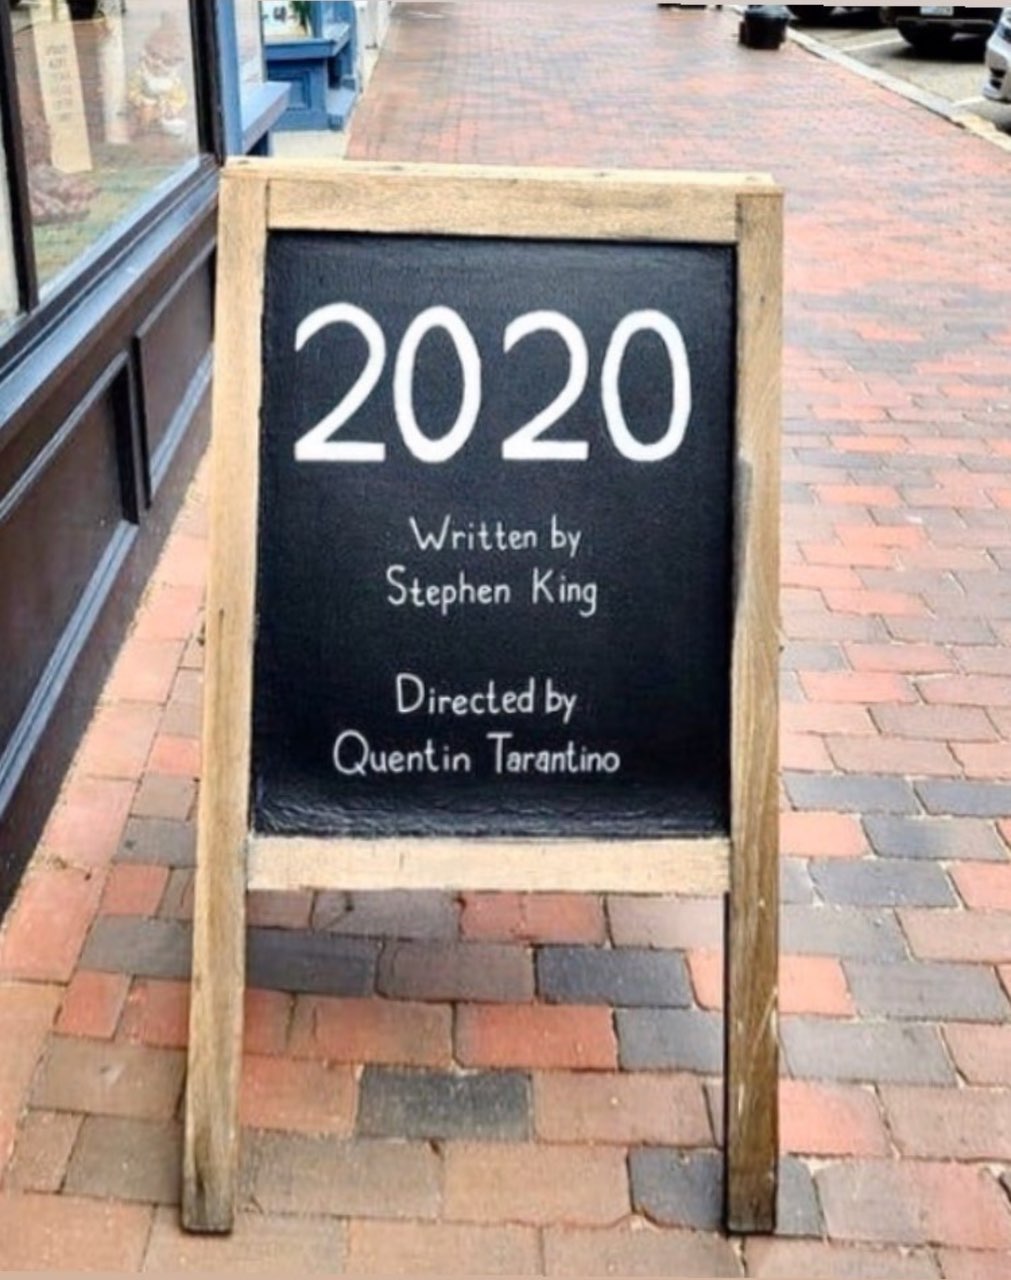 2020
Written by
Stephen King
Directed by
Quentin Tarantino